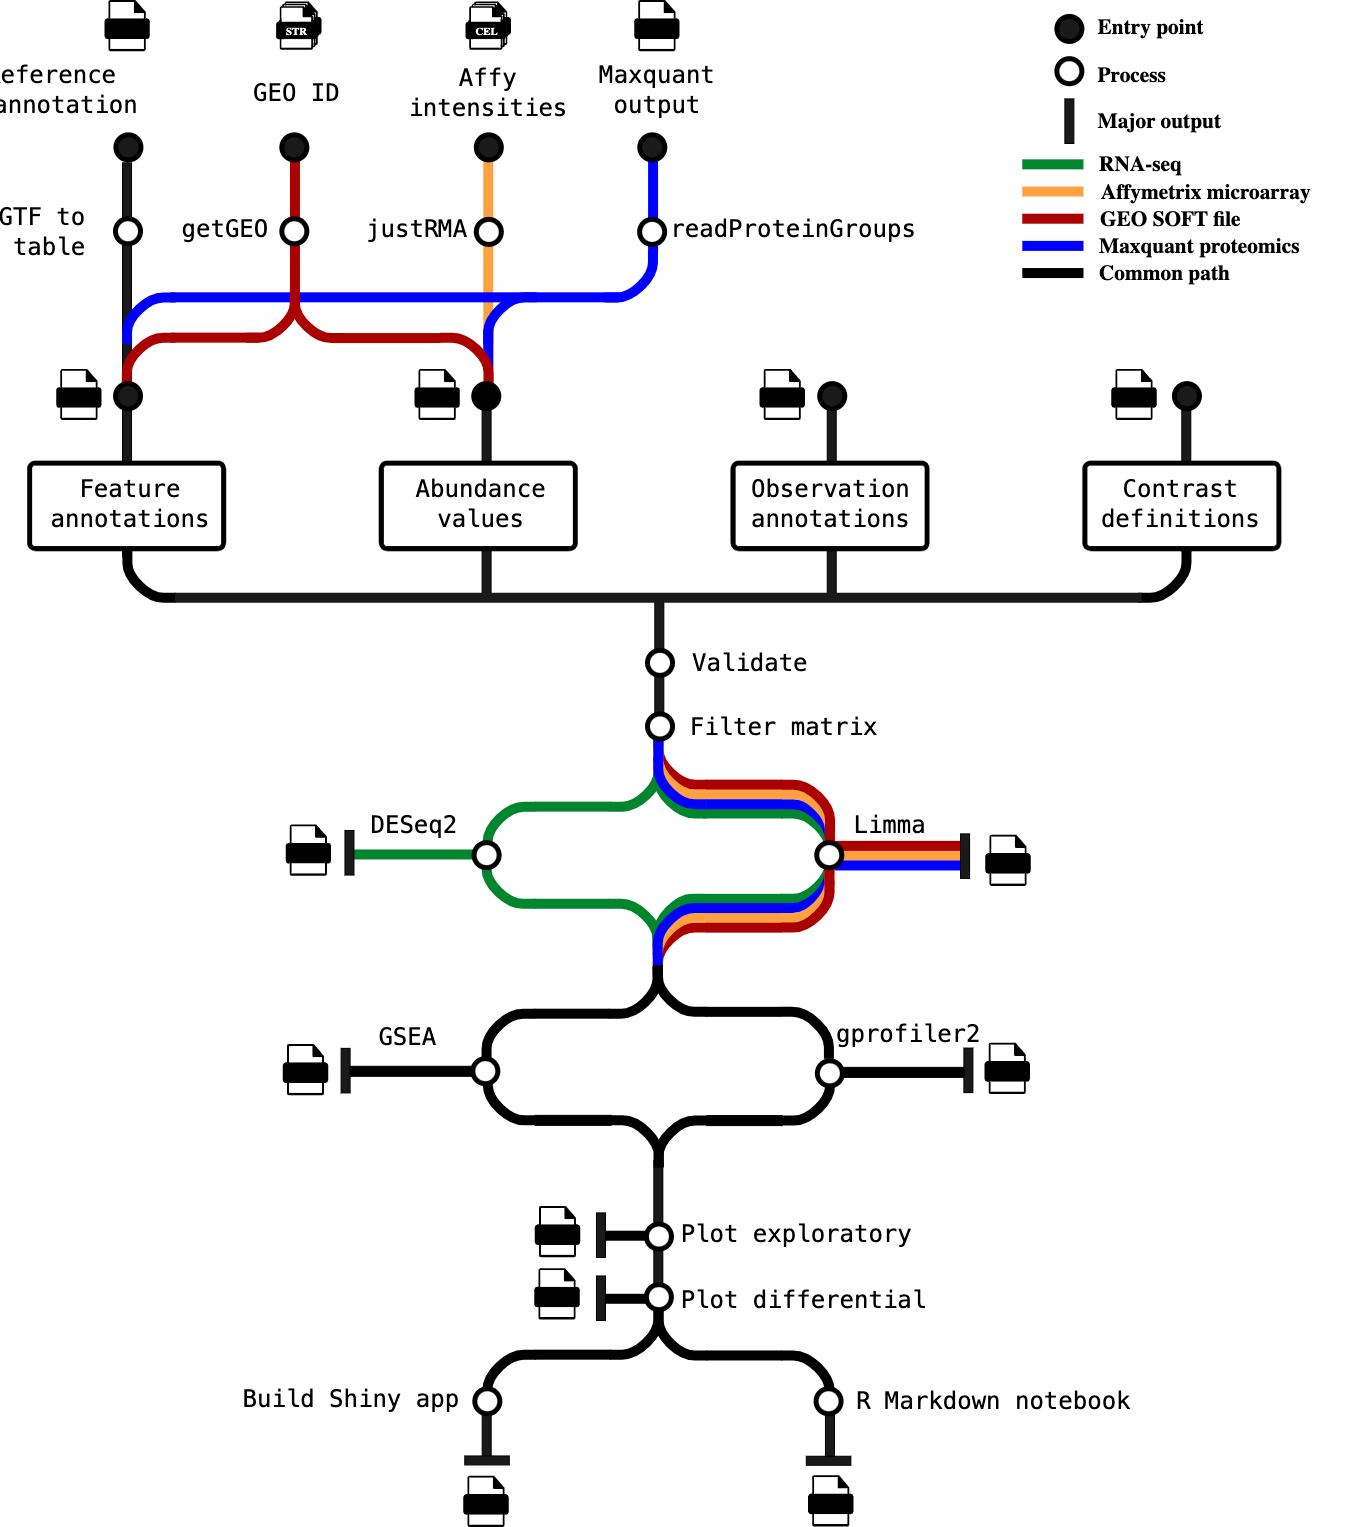 STR
CEL
eference
annotation
GEO ID
Affy
intensities
Maxquant
output
Entry point
Process
Major output
RNA-seq
Affymetrix microarray
GEO SOFT file
Maxquant proteomics
Common path
GTF to
table
getGEO
justRMA
readProteinGroups
Feature
annotations
Abundance
values
Observation
annotations
Contrast
definitions
Validate
Filter matrix
DESeq2
Limma
GSEA
gprofiler2
Plot exploratory
Plot differential
Build Shiny app
R Markdown notebook